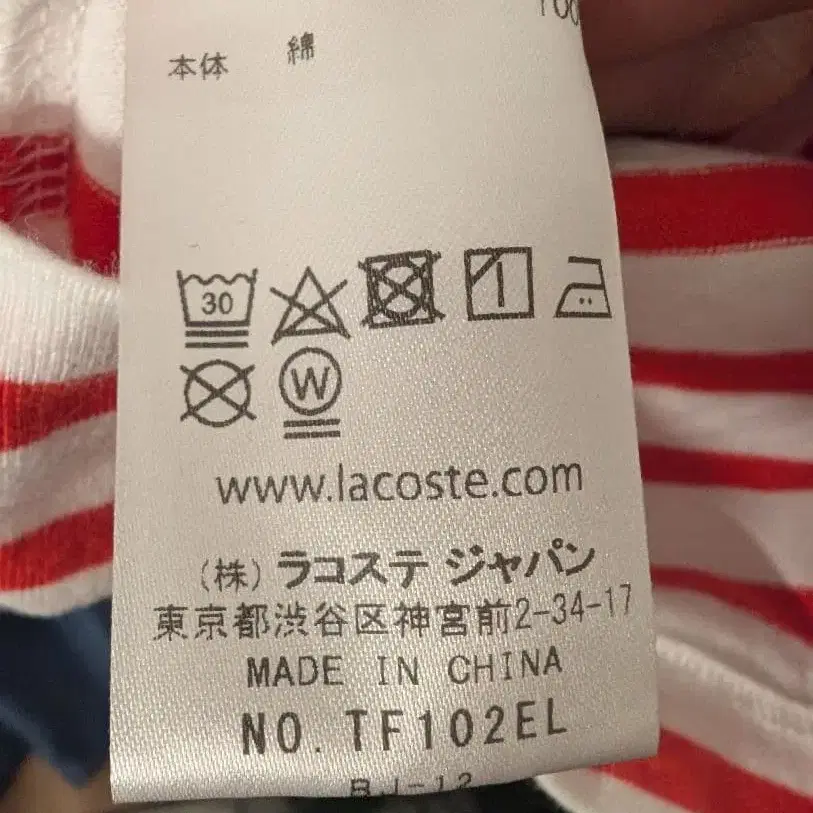 本体 綿
30
W
www.lacoste.com
(株) ラコステ ジャパン
東京都渋谷区神宮前2-34-17
MADE IN CHINA
NO. TF102EL